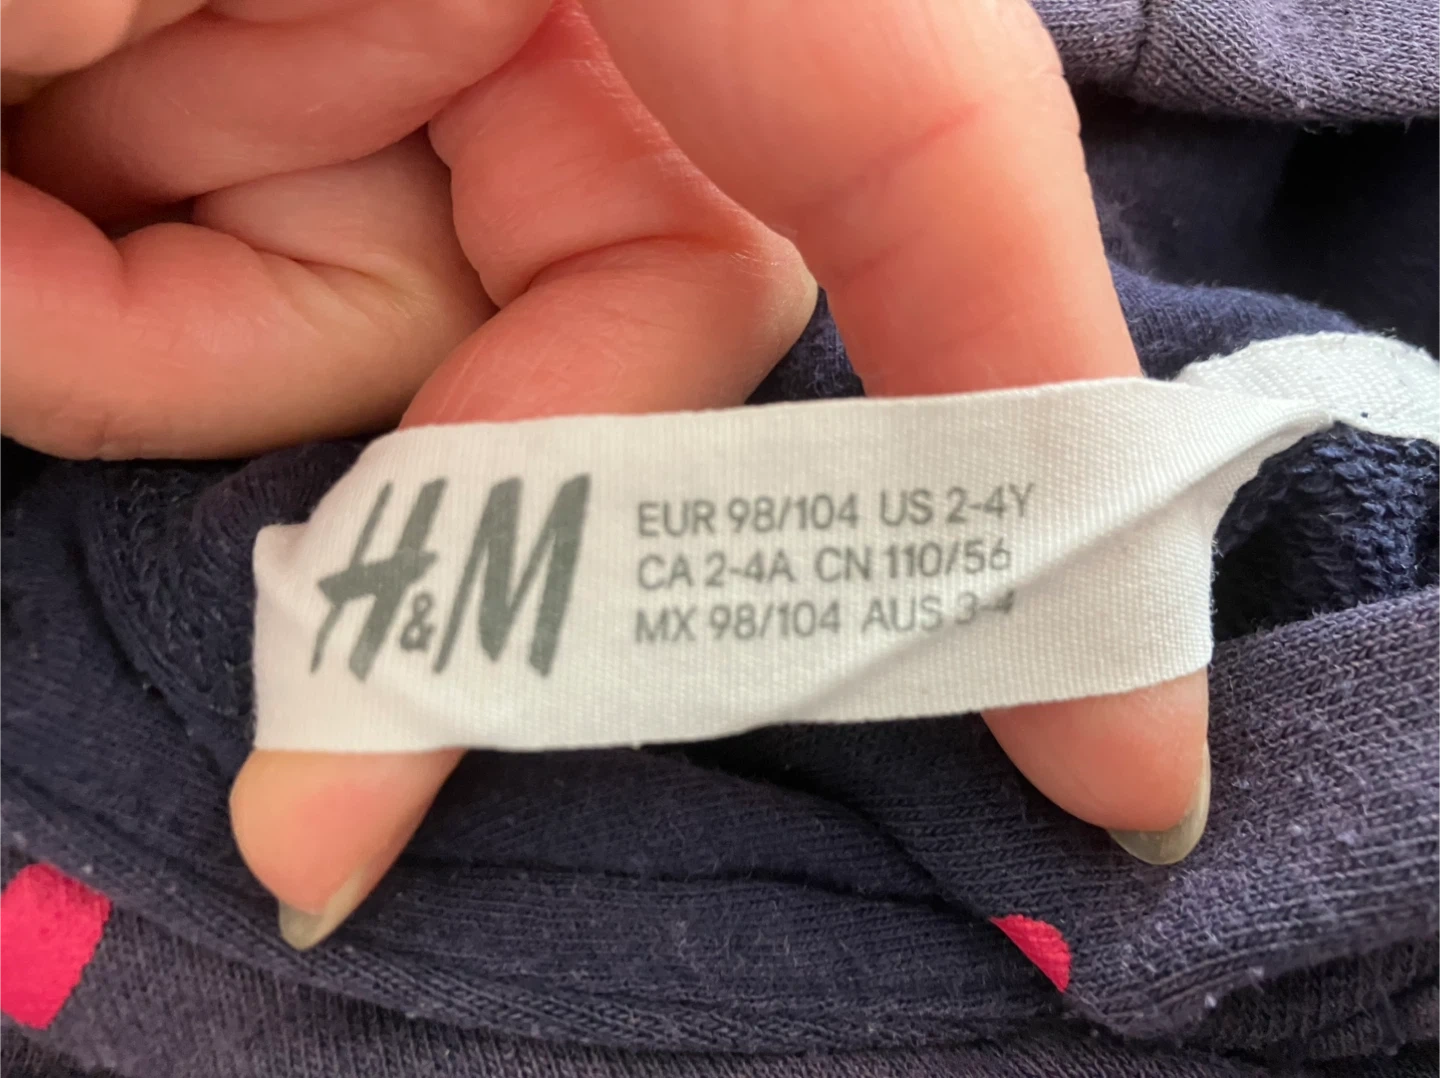 H&M
EUR 98/104 US 2-4Y
CA 2-4A CN 110/56
MX 98/104 AUS 3-4